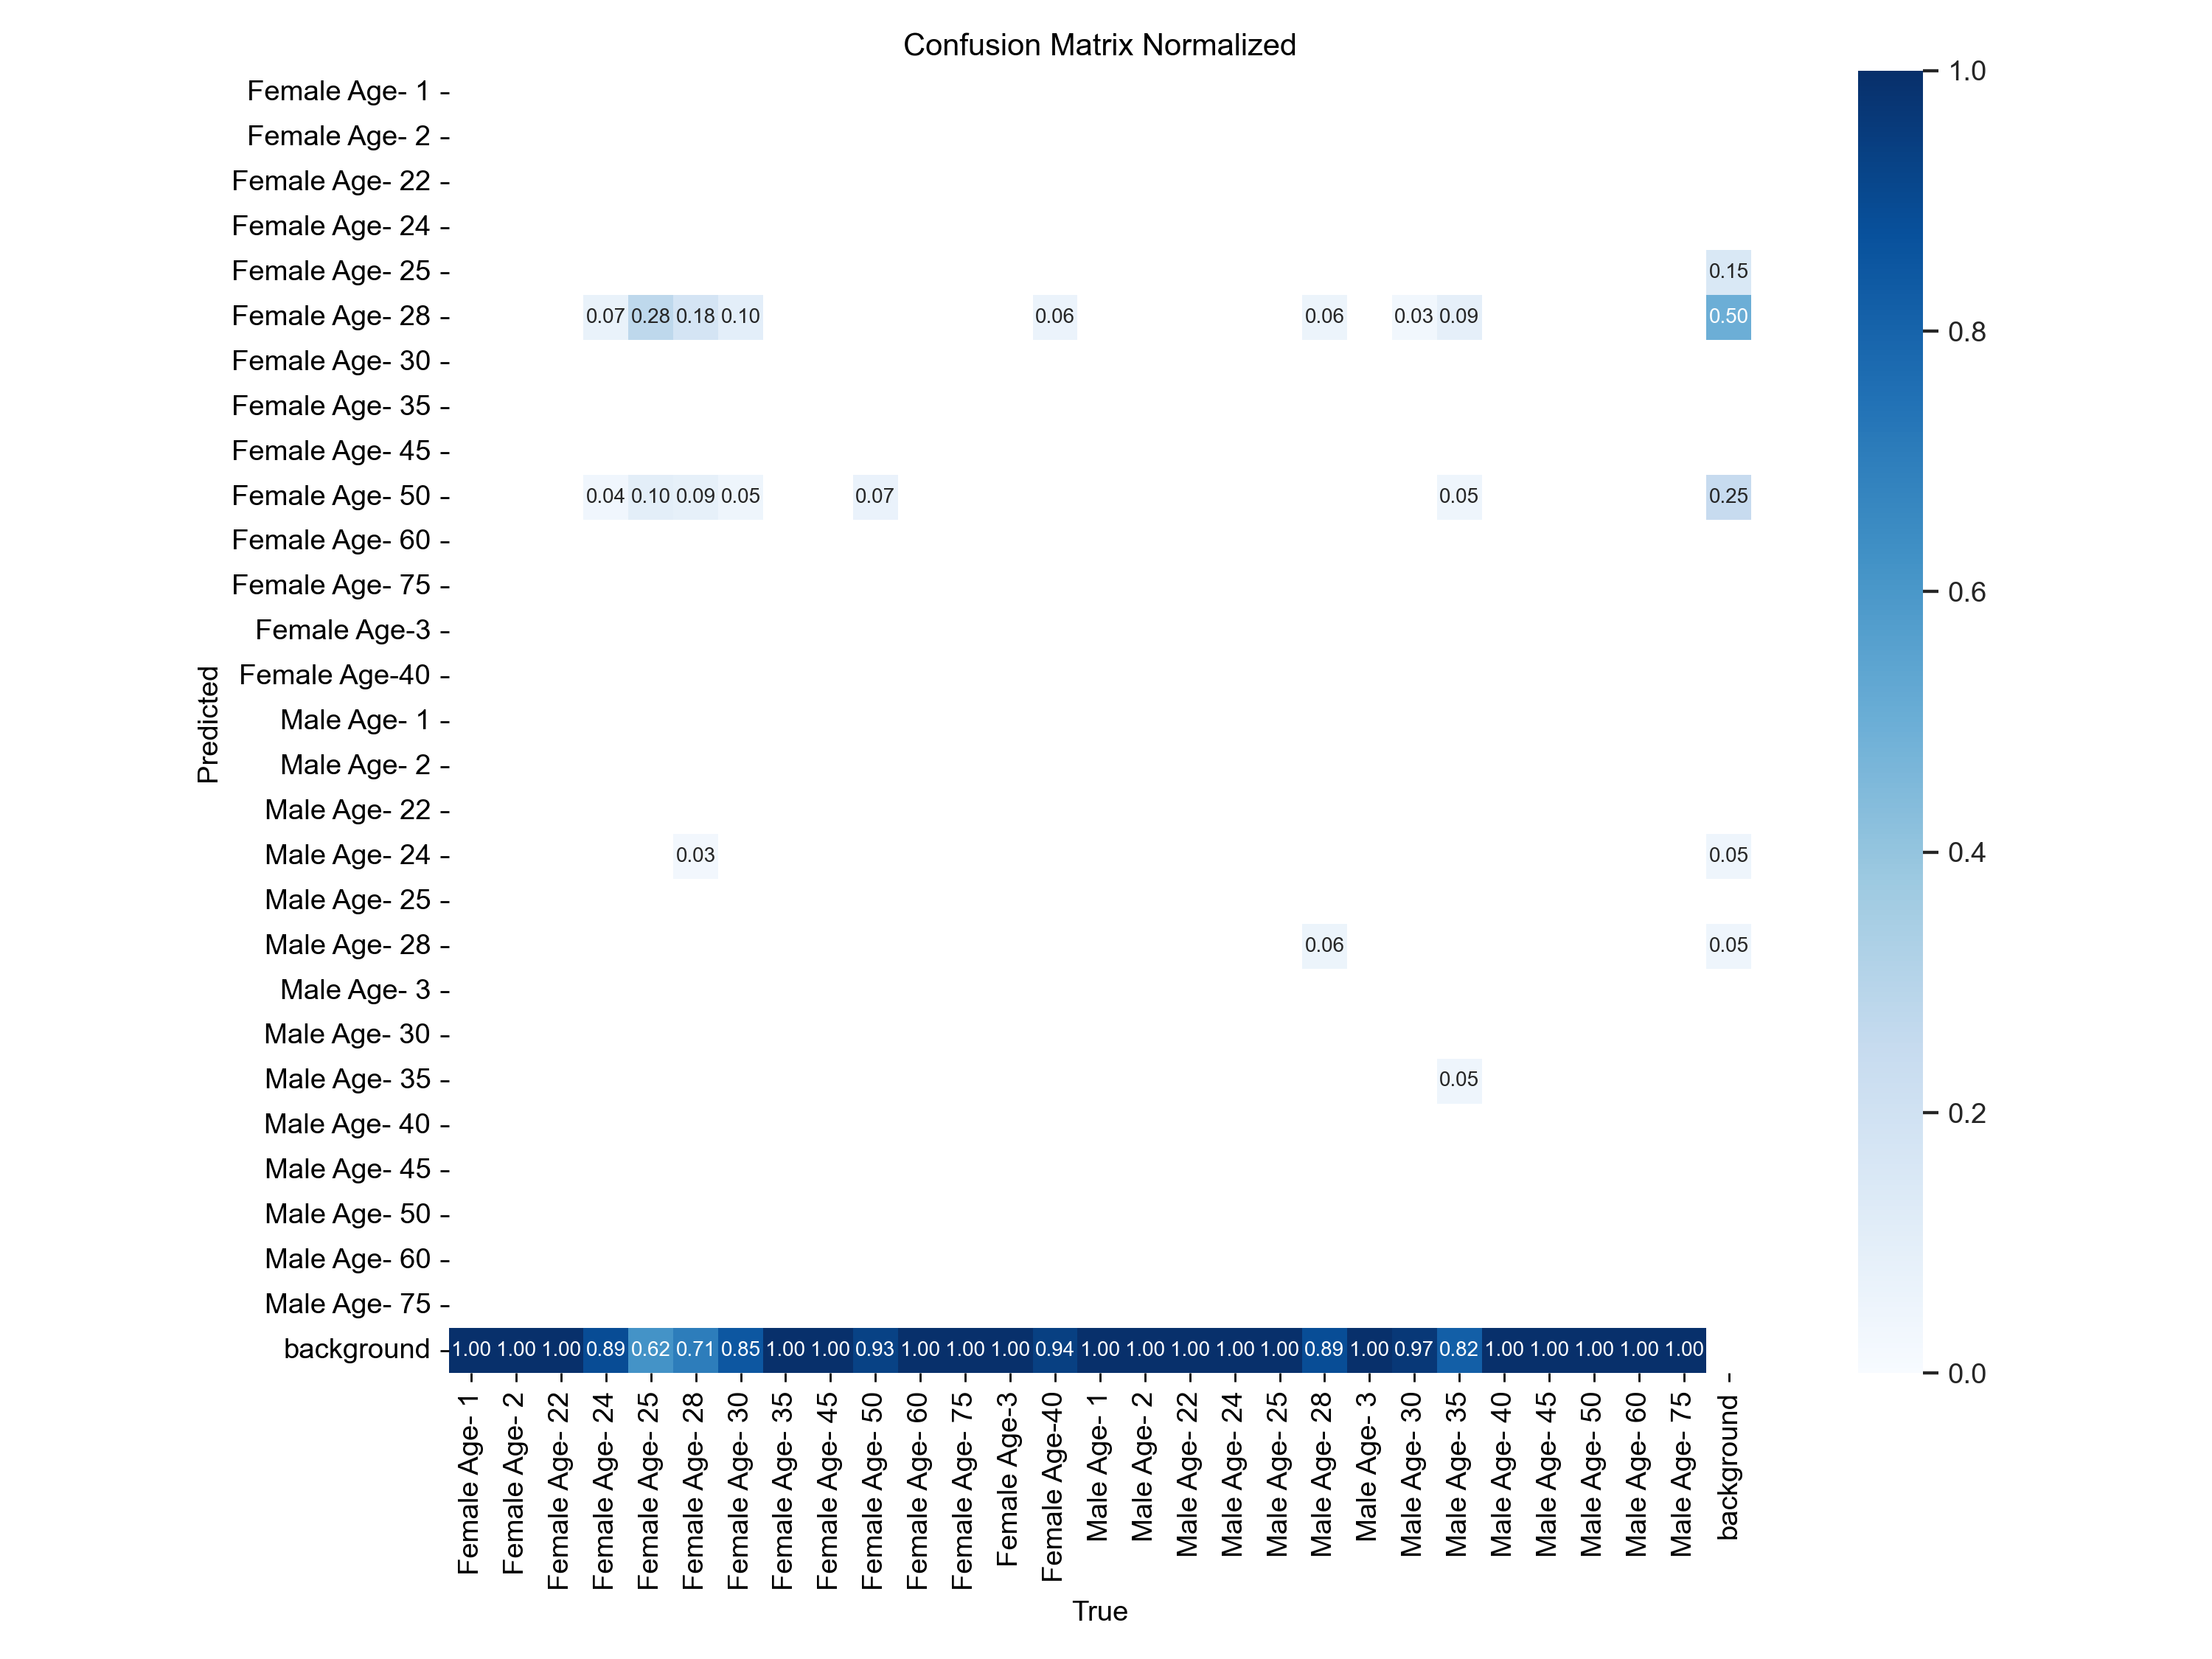 Confusion Matrix Normalized
Female Age- 1
Female Age- 2
Female Age- 22
Female Age- 24
Female Age- 25 0.15
Female Age- 28 0.07 0.28 0.18 0.10 0.06 0.06 0.03 0.09 0.50
Female Age- 30
Female Age- 35
Female Age- 45
Female Age- 50 0.04 0.10 0.09 0.05 0.07 0.05 0.25
Female Age- 60
Female Age- 75
Female Age-3
Female Age-40
Male Age- 1
Male Age- 2
Male Age- 22
Male Age- 24 0.03 0.05
Male Age- 25
Male Age- 28 0.06 0.05
Male Age- 3
Male Age- 30
Male Age- 35 0.05
Male Age- 40
Male Age- 45
Male Age- 50
Male Age- 60
Male Age- 75
background 1.00 1.00 1.00 0.89 0.62 0.71 0.85 1.00 1.00 0.93 1.00 1.00 1.00 0.94 1.00 1.00 1.00 1.00 1.00 0.89 1.00 0.97 0.82 1.00 1.00 1.00 1.00 1.00
Predicted
Female Age- 1
Female Age- 2
Female Age- 22
Female Age- 24
Female Age- 25
Female Age- 28
Female Age- 30
Female Age- 35
Female Age- 45
Female Age- 50
Female Age- 60
Female Age- 75
Female Age-3
Female Age-40
Male Age- 1
Male Age- 2
Male Age- 22
Male Age- 24
Male Age- 25
Male Age- 28
Male Age- 3
Male Age- 30
Male Age- 35
Male Age- 40
Male Age- 45
Male Age- 50
Male Age- 60
Male Age- 75
background
True
1.0
0.8
0.6
0.4
0.2
0.0